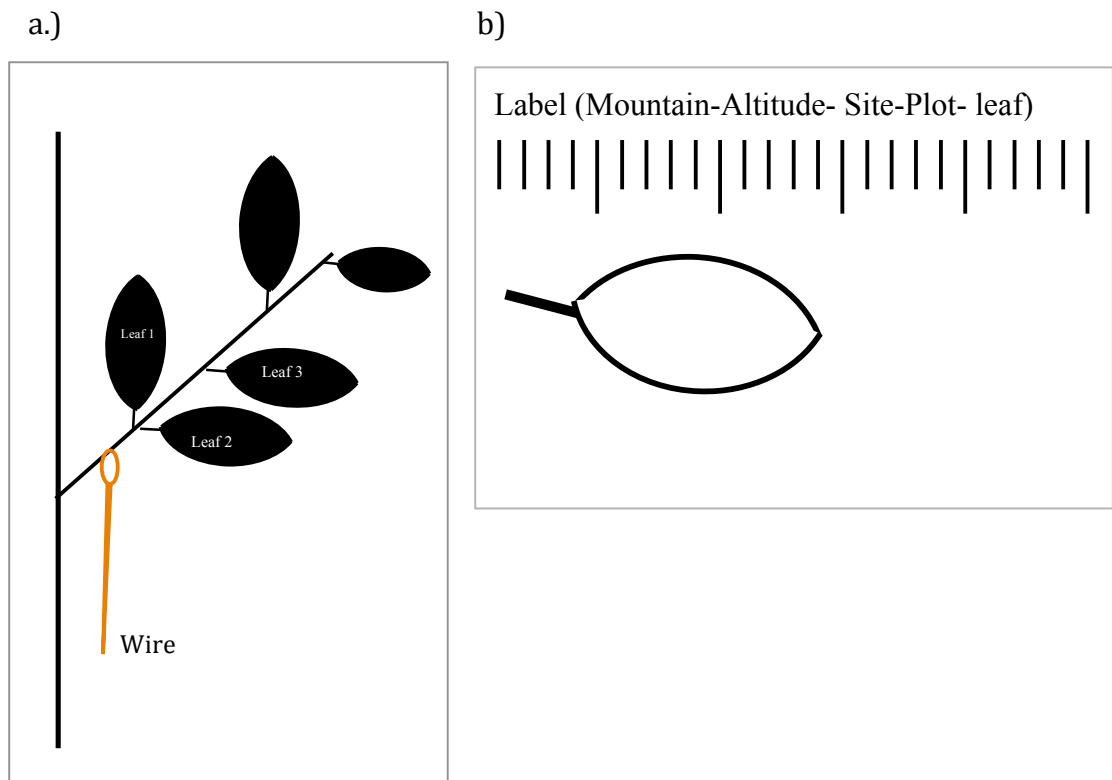 a.)
b)
Label (Mountain-Altitude- Site-Plot- leaf)
Leaf 1
Leaf 3
Leaf 2
Wire